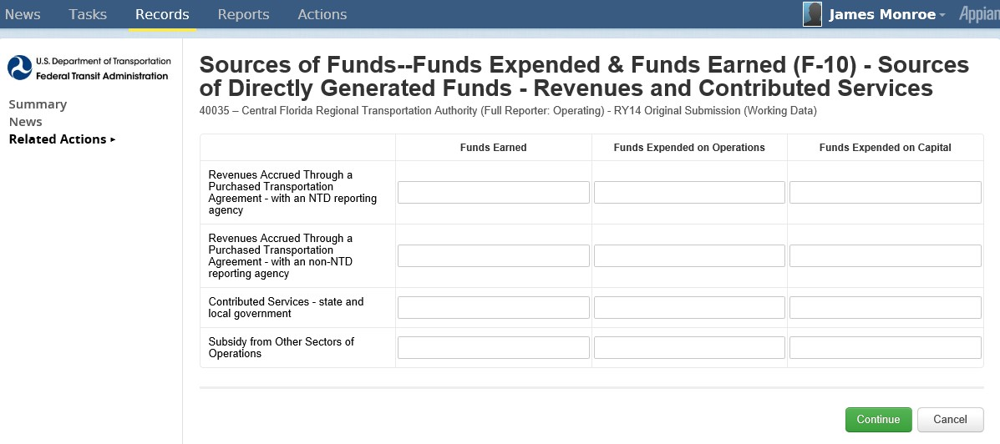 News Tasks Records Reports Actions James Monroe Appian
U.S. Department of Transportation
Federal Transit Administration
Summary
News
Related Actions ▸
Sources of Funds--Funds Expended & Funds Earned (F-10) - Sources
of Directly Generated Funds - Revenues and Contributed Services
40035 – Central Florida Regional Transportation Authority (Full Reporter: Operating) - RY14 Original Submission (Working Data)
Funds Earned Funds Expended on Operations Funds Expended on Capital
Revenues Accrued Through a
Purchased Transportation
Agreement - with an NTD reporting
agency
Revenues Accrued Through a
Purchased Transportation
Agreement - with an non-NTD
reporting agency
Contributed Services - state and
local government
Subsidy from Other Sectors of
Operations
Continue Cancel